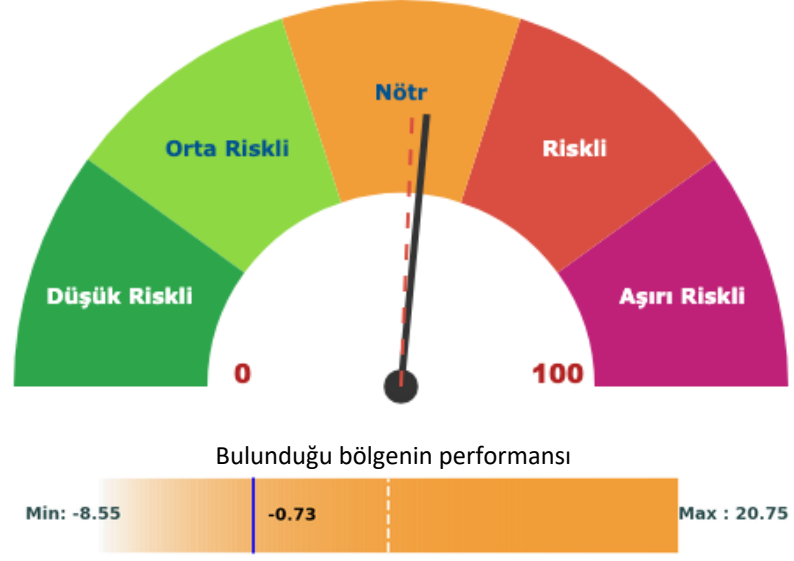 Nötr
Orta Riskli
Riskli
Düşük Riskli
Aşırı Riskli
0
100
Bulunduğu bölgenin performansı
Min: -8.55
-0.73
Max : 20.75